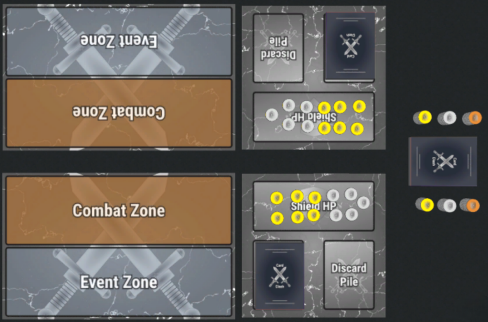 Event Zone
Combat Zone
Discard
Pile
Shield HP
Combat Zone
Event Zone
Shield HP
Discard
Pile